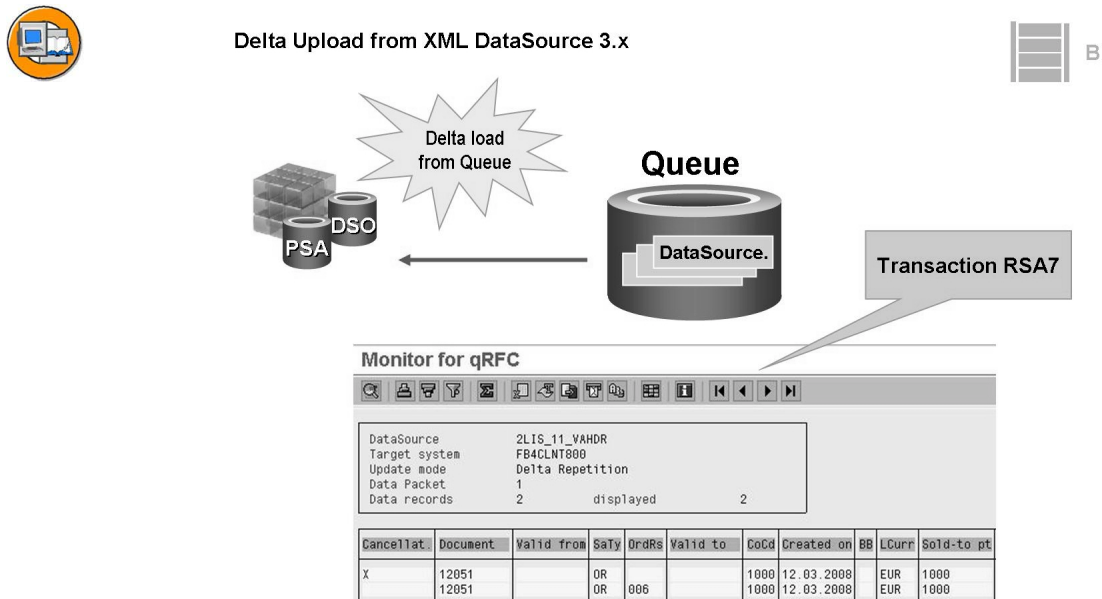 Delta Upload from XML DataSource 3.x
B
Delta load
from Queue
Queue
DSO
PSA
DataSource.
Transaction RSA7
Monitor for qRFC
DataSource 2LIS_11_VAHDR
Target system FB4CLNT800
Update mode Delta Repetition
Data Packet 1
Data records 2 displayed 2
Cancellat. Document Valid from SaTy OrdRs Valid to CoCd Created on BB LCurr Sold-to pt
X 12051 OR 1000 12.03.2008 EUR 1000
12051 OR 006 1000 12.03.2008 EUR 1000